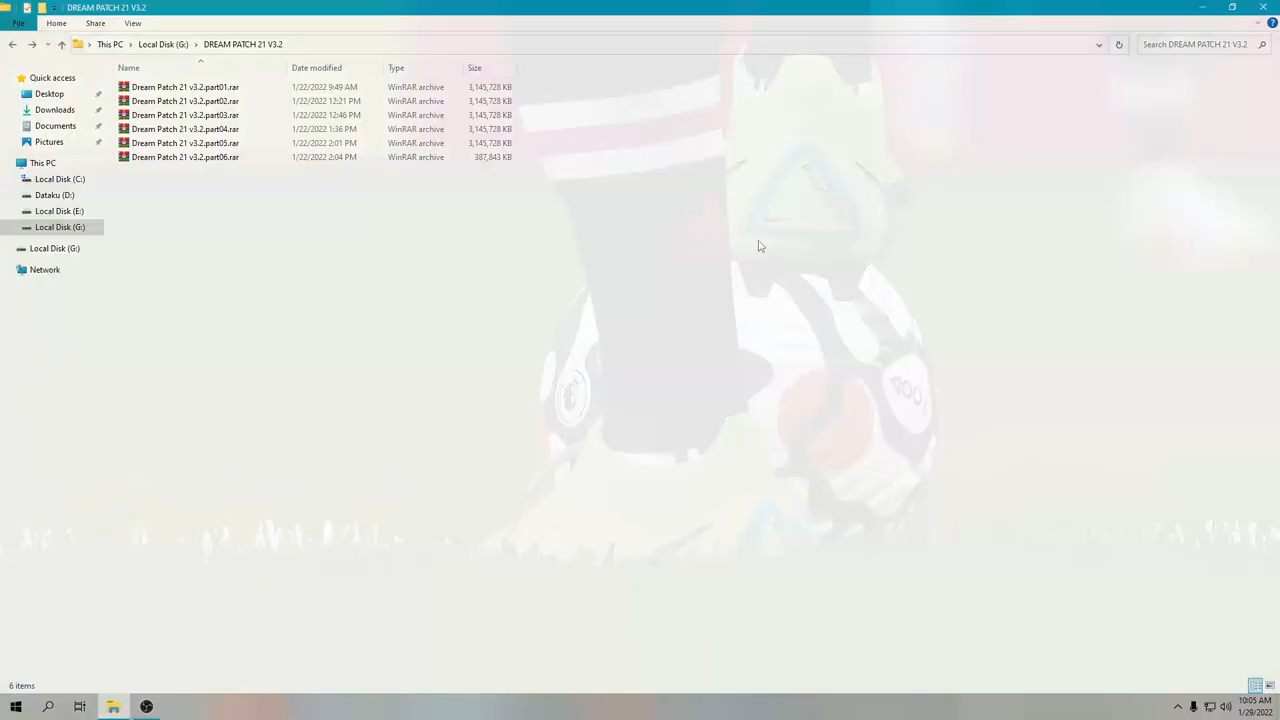 DREAM PATCH 21 V3.2
File Home Share View
This PC Local Disk (G:) DREAM PATCH 21 V3.2 Search DREAM PATCH 21 V3.2
Name Date modified Type Size
Dream Patch 21 v3.2.part01.rar 1/22/2022 9:49 AM WinRAR archive 3,145,728 KB
Dream Patch 21 v3.2.part02.rar 1/22/2022 12:21 PM WinRAR archive 3,145,728 KB
Dream Patch 21 v3.2.part03.rar 1/22/2022 12:46 PM WinRAR archive 3,145,728 KB
Dream Patch 21 v3.2.part04.rar 1/22/2022 1:36 PM WinRAR archive 3,145,728 KB
Dream Patch 21 v3.2.part05.rar 1/22/2022 2:01 PM WinRAR archive 3,145,728 KB
Dream Patch 21 v3.2.part06.rar 1/22/2022 2:04 PM WinRAR archive 387,843 KB
Quick access
Desktop
Downloads
Documents
Pictures
This PC
Local Disk (C:)
Dataku (D:)
Local Disk (E:)
Local Disk (G:)
Local Disk (G:)
Network
6 items
10:05 AM
1/29/2022